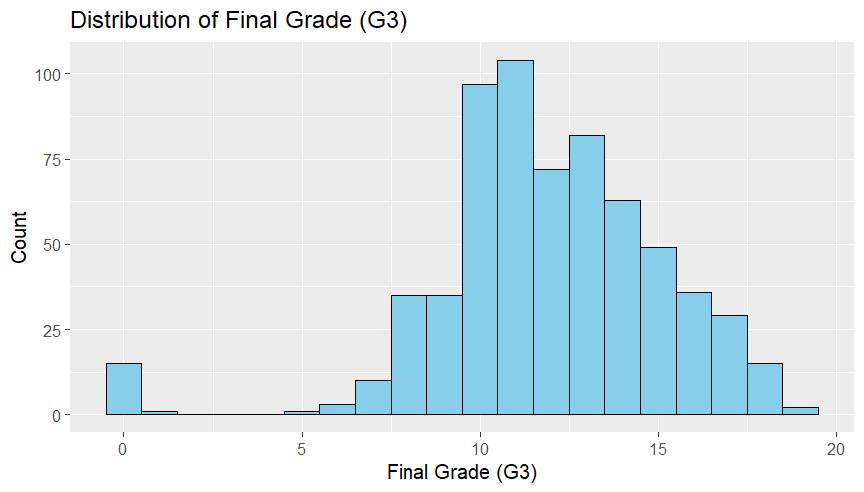 Distribution of Final Grade (G3)
100
75
50
25
0
Count
0 5 10 15 20
Final Grade (G3)